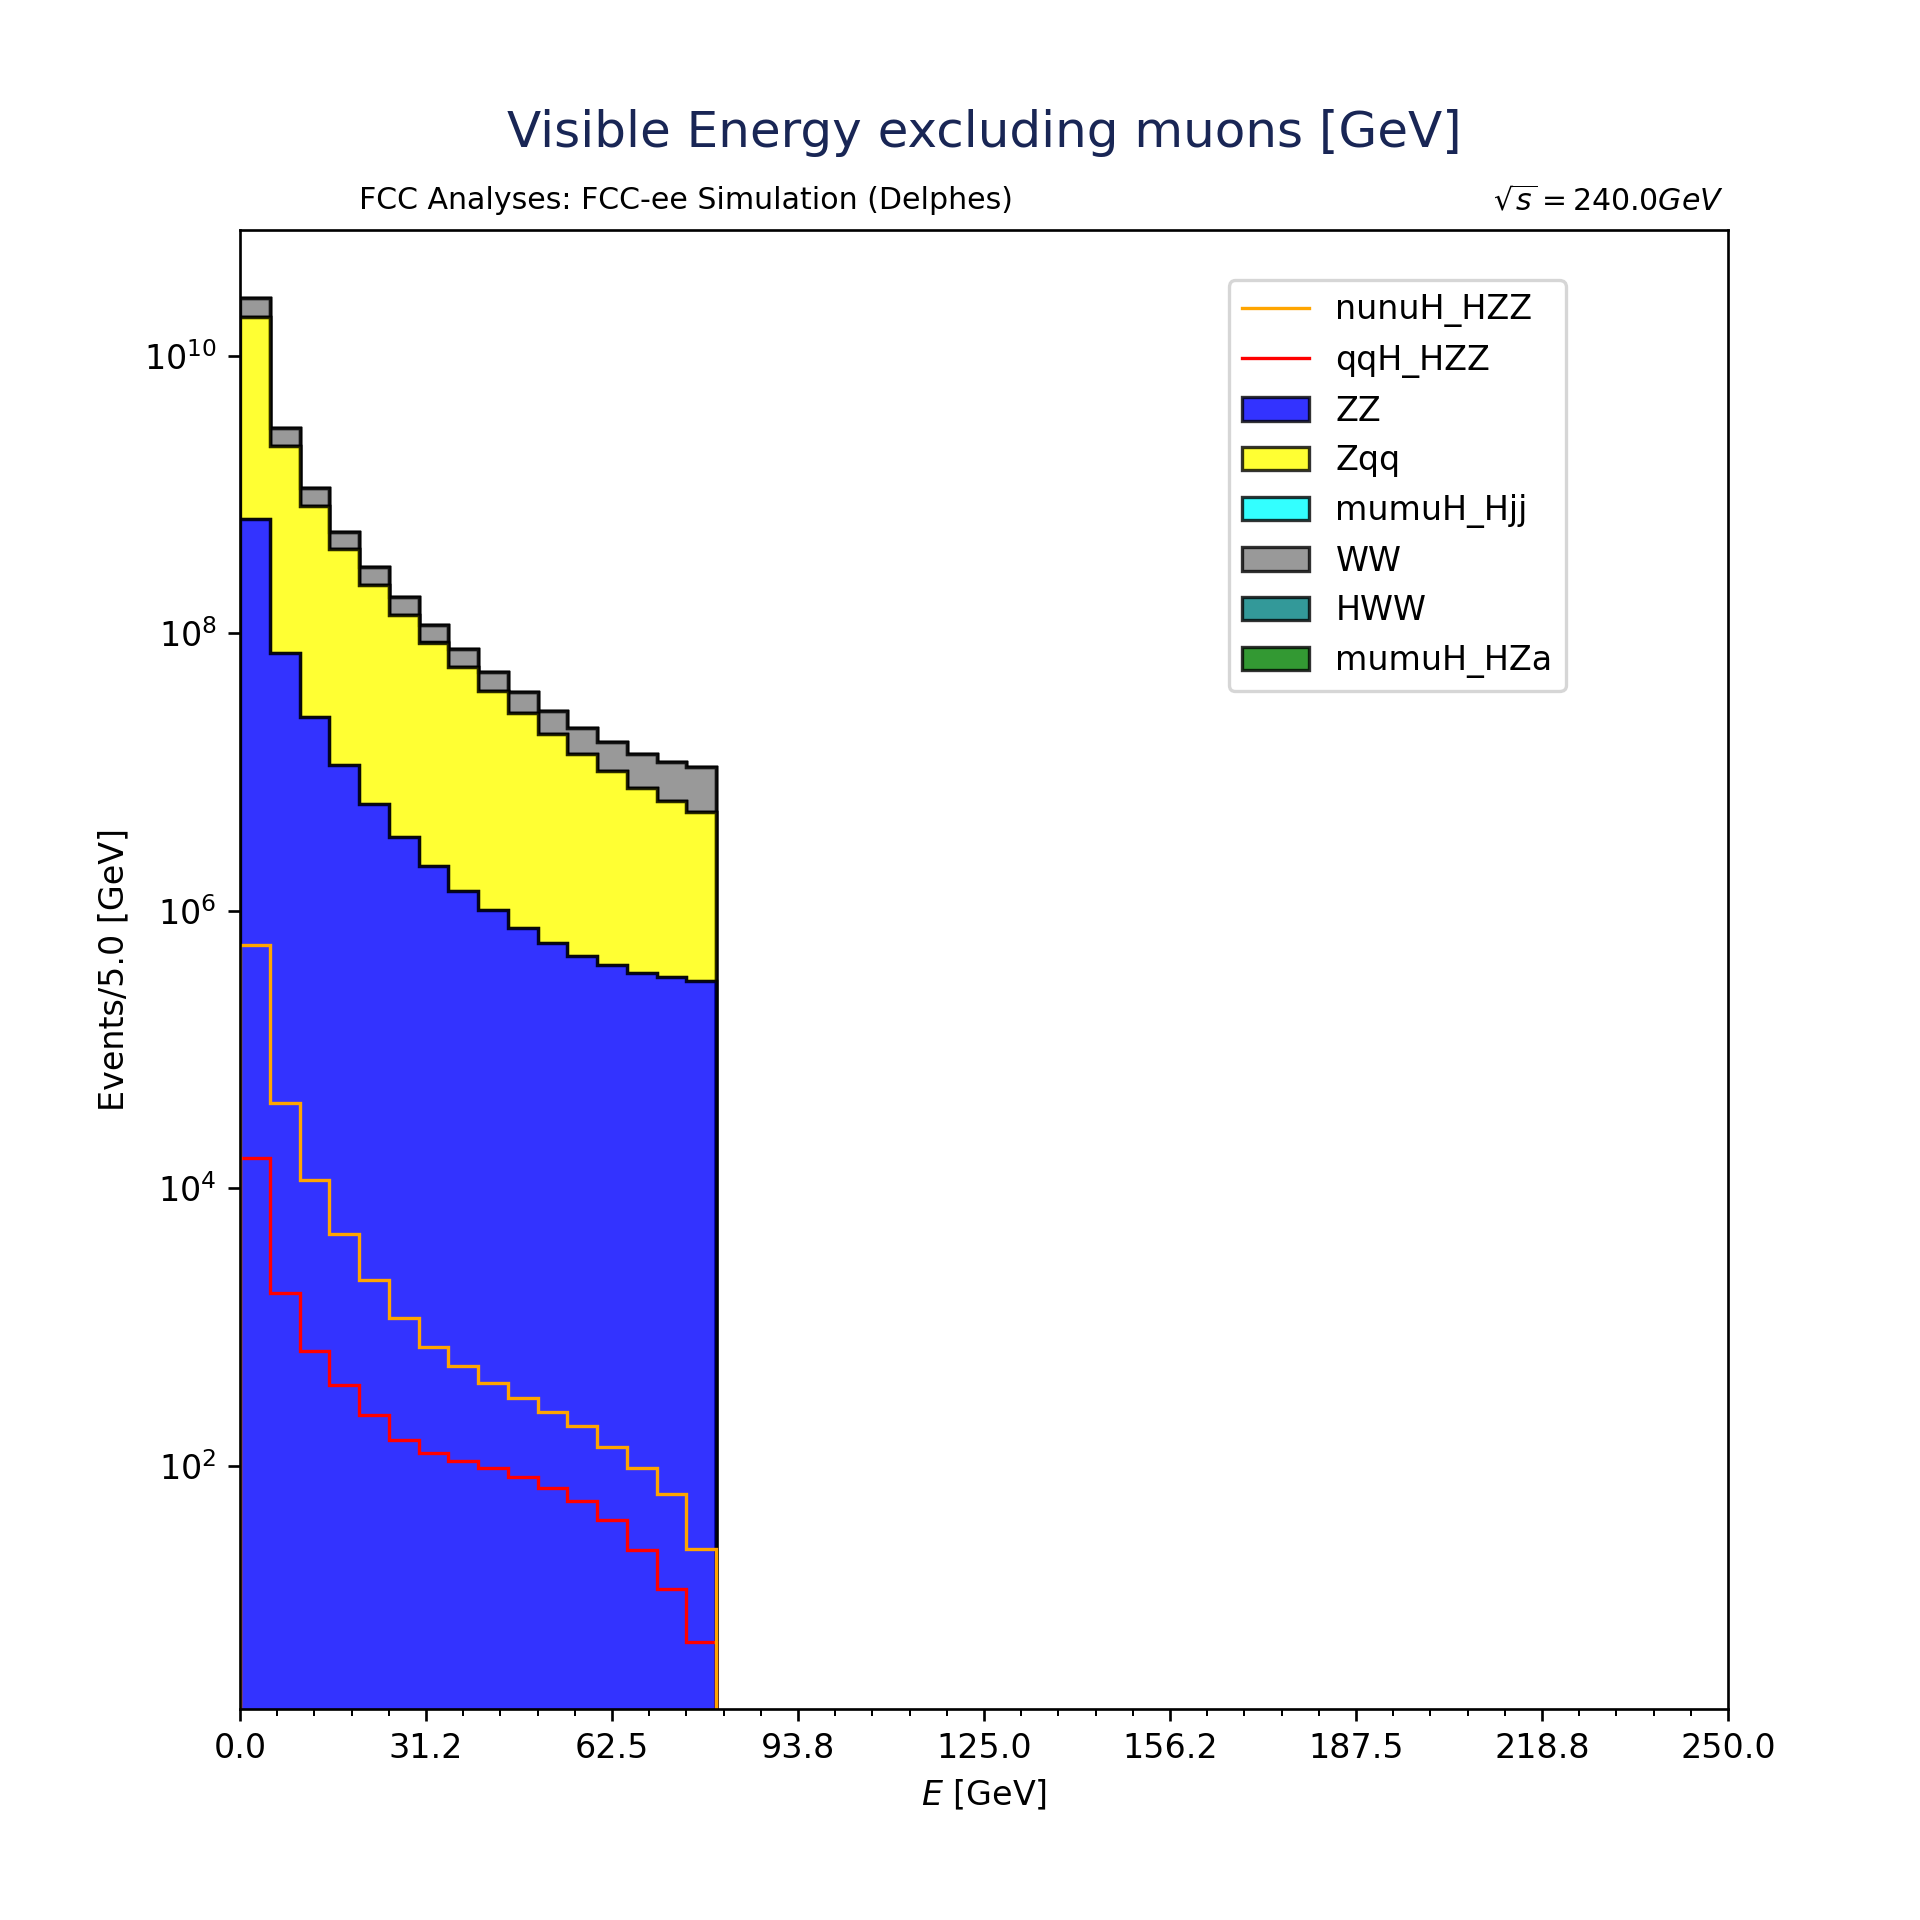 Visible Energy excluding muons [GeV]
FCC Analyses: FCC-ee Simulation (Delphes)
√s = 240.0GeV
nunuH_HZZ
qqH_HZZ
ZZ
Zqq
mumuH_Hjj
WW
HWW
mumuH_HZa
10^10
10^8
10^6
10^4
10^2
Events/5.0 [GeV]
0.0 31.2 62.5 93.8 125.0 156.2 187.5 218.8 250.0
E [GeV]